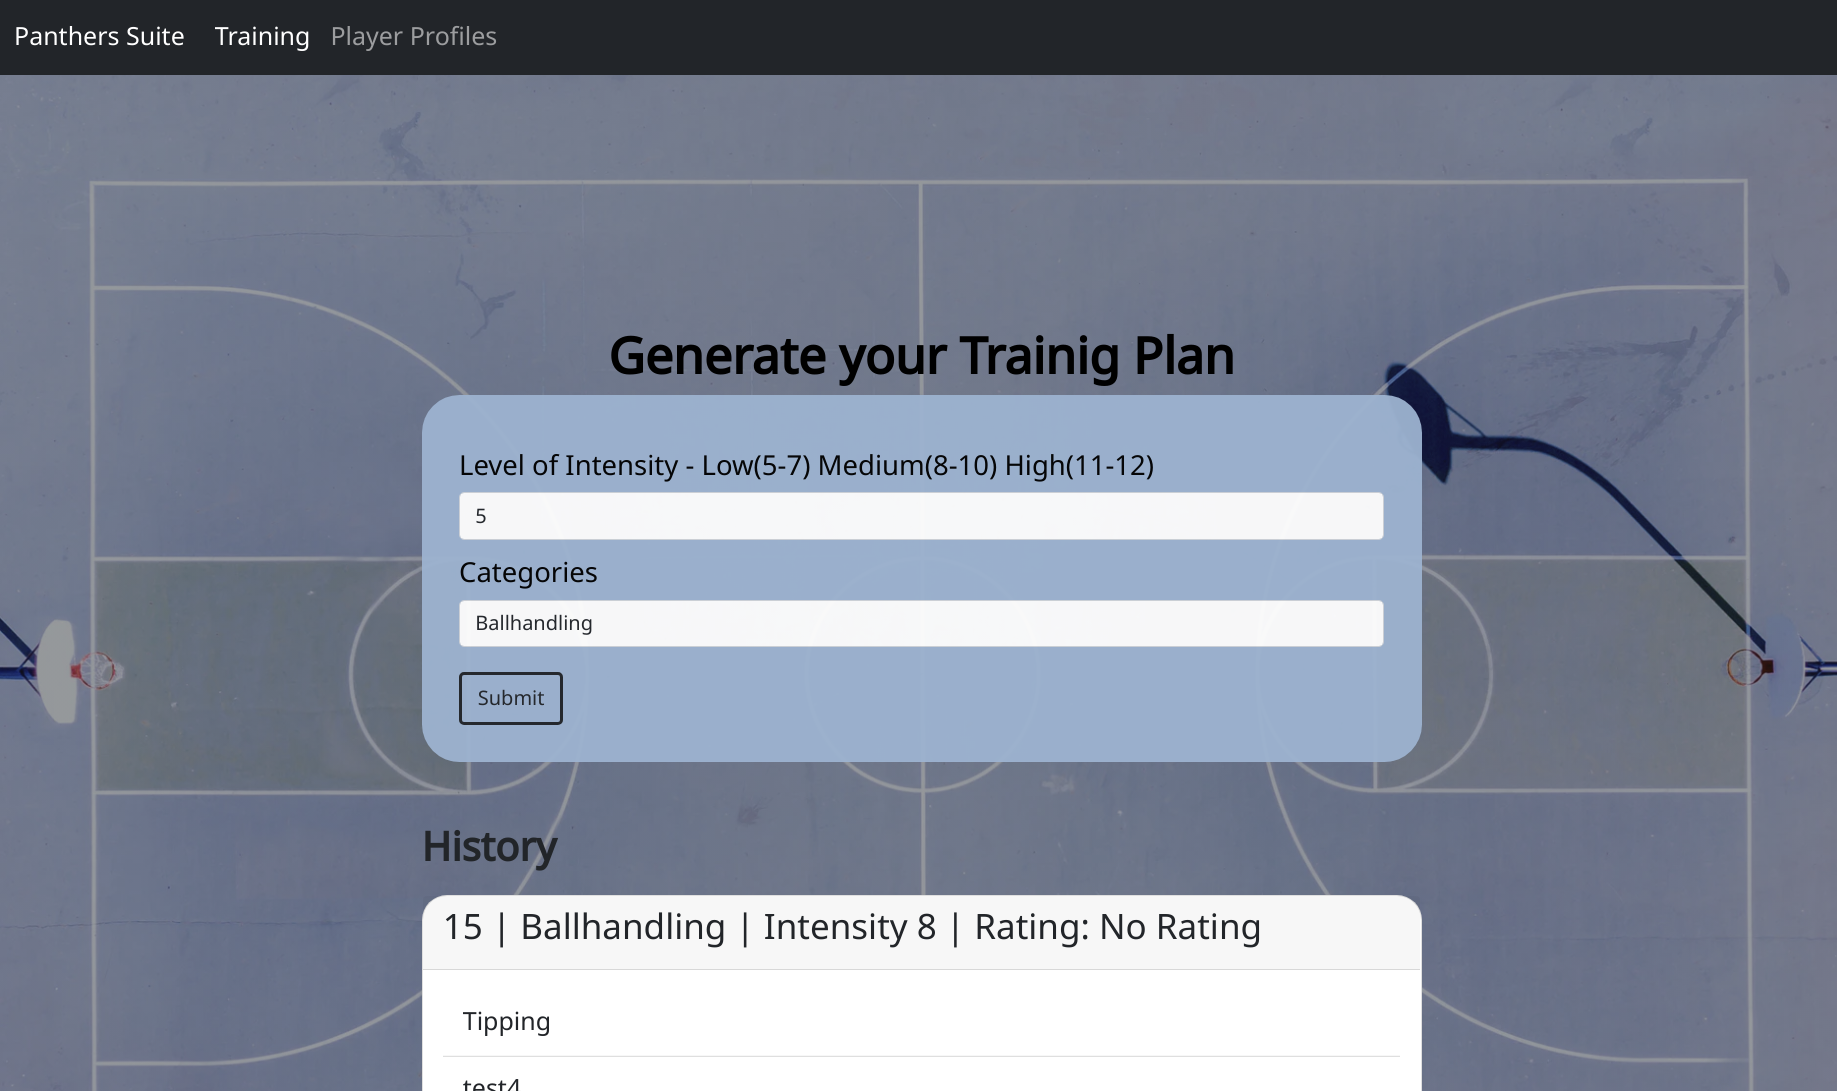 Panthers Suite Training Player Profiles
Generate your Trainig Plan
Level of Intensity - Low(5-7) Medium(8-10) High(11-12)
5
Categories
Ballhandling
Submit
History
15 | Ballhandling | Intensity 8 | Rating: No Rating
Tipping
test4